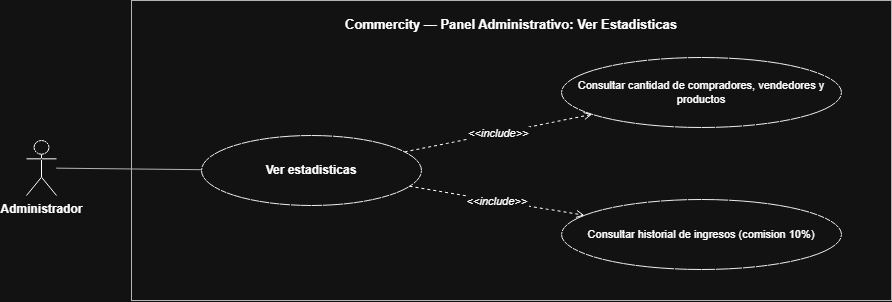 Commercity — Panel Administrativo: Ver Estadisticas
Consultar cantidad de compradores, vendedores y
productos
<<include>>
Ver estadisticas
Administrador
<<include>>
Consultar historial de ingresos (comision 10%)